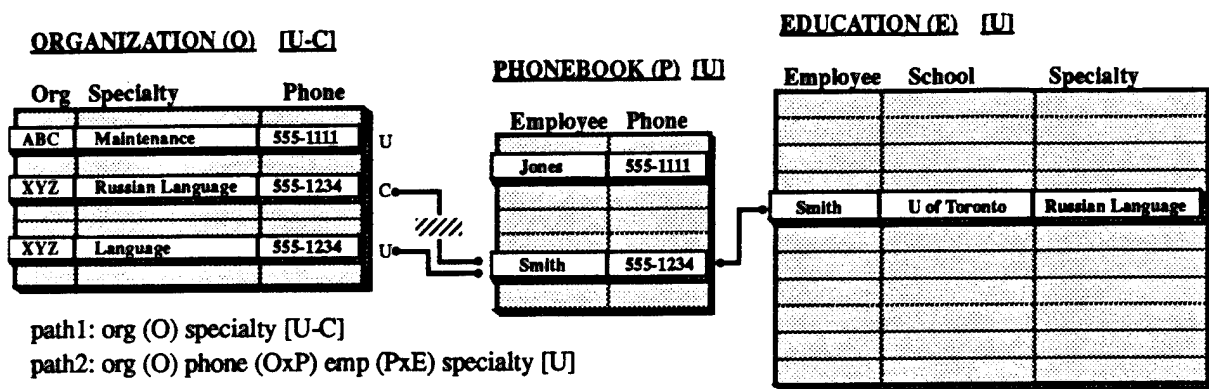 ORGANIZATION (O) [U-C]
Org Specialty Phone
ABC Maintenance 555-1111 U
XYZ Russian Language 555-1234 C
XYZ Language 555-1234 U
PHONEBOOK (P) [U]
Employee Phone
Jones 555-1111
Smith 555-1234
EDUCATION (E) [U]
Employee School Specialty
Smith U of Toronto Russian Language
path1: org (O) specialty [U-C]
path2: org (O) phone (OxP) emp (PxE) specialty [U]